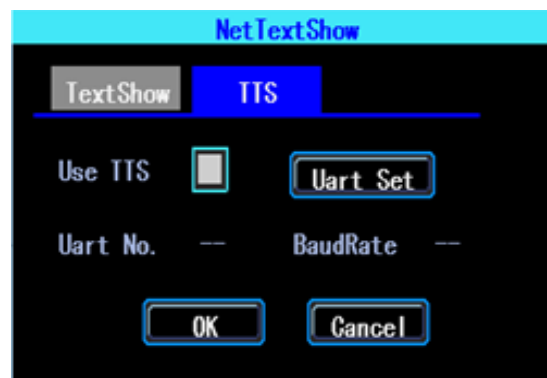 NetTextShow
TextShow TTS
Use TTS Uart Set
Uart No. -- BaudRate --
OK Cancel